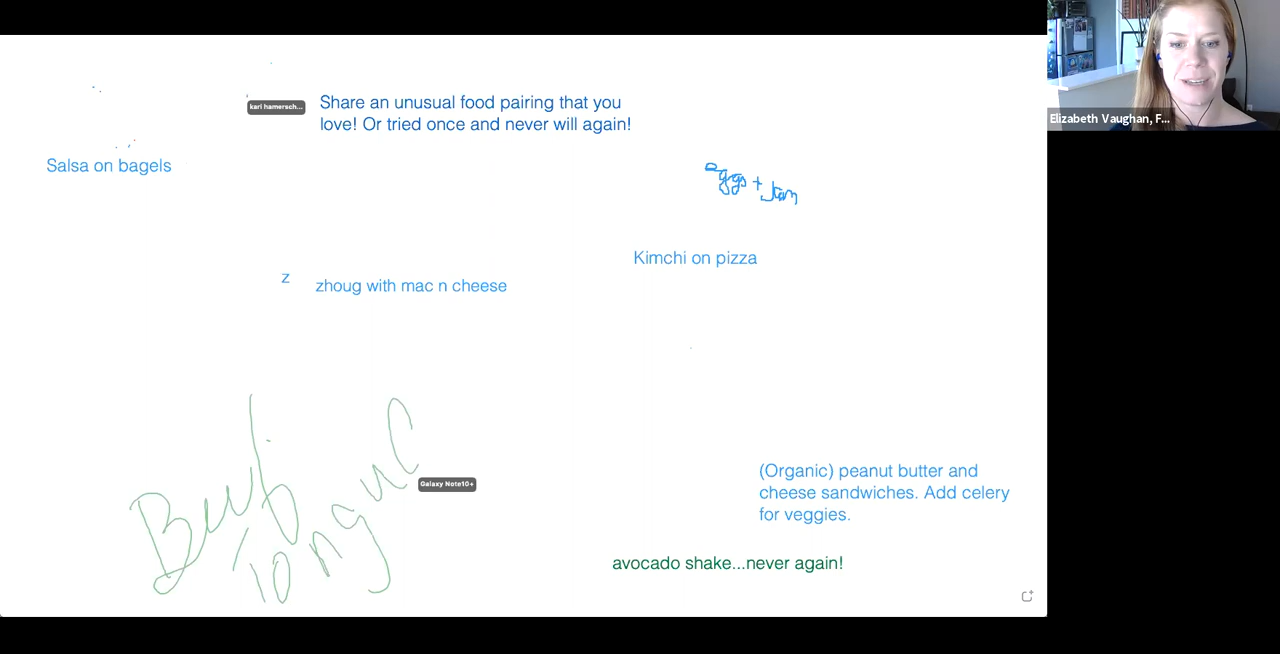 Elizabeth Vaughan, F...
karl hamersch...
Share an unusual food pairing that you
love! Or tried once and never will again!
Salsa on bagels
eggs + Jam
Kimchi on pizza
z
zhoug with mac n cheese
Beef
Tongue
Galaxy Note10+
(Organic) peanut butter and
cheese sandwiches. Add celery
for veggies.
avocado shake...never again!